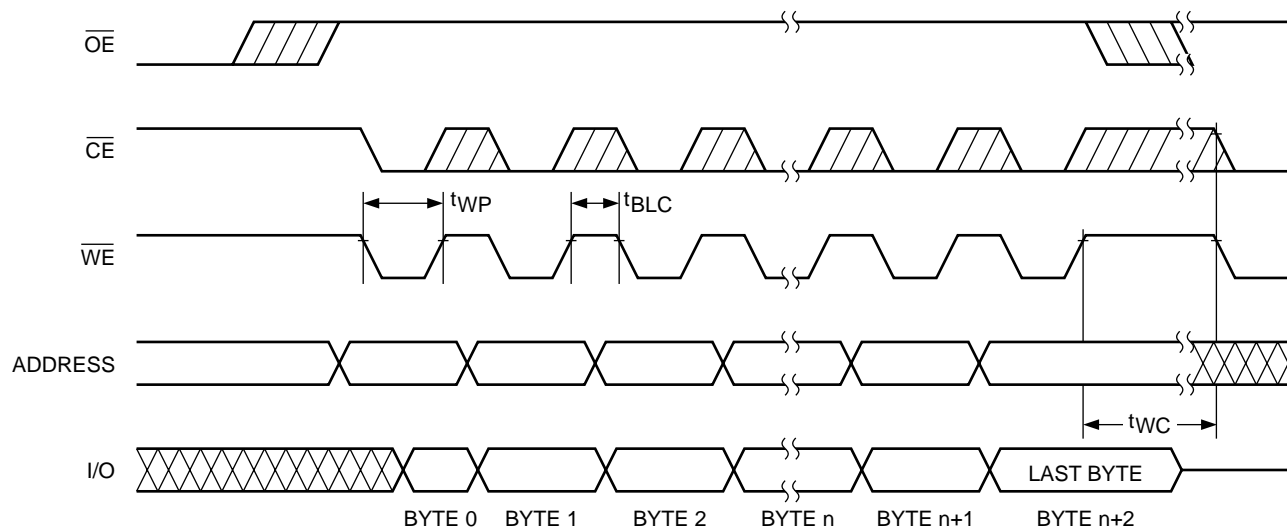 OE
CE
tWP
tBLC
WE
ADDRESS
tWC
I/O
LAST BYTE
BYTE 0 BYTE 1 BYTE 2 BYTE n BYTE n+1 BYTE n+2